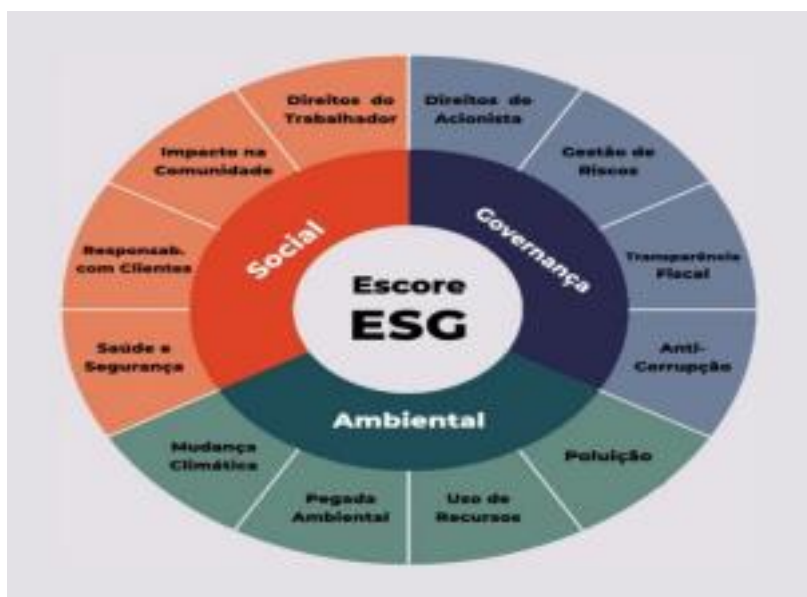 Direitos do
Trabalhador
Direitos do
Acionista
Impacto na
Comunidade
Gestão de
Riscos
Social
Governança
Responsab.
com Clientes
Transparência
Fiscal
Escore
ESG
Saúde e
Segurança
Anti-
Corrupção
Ambiental
Mudança
Climática
Poluição
Pegada
Ambiental
Uso de
Recursos